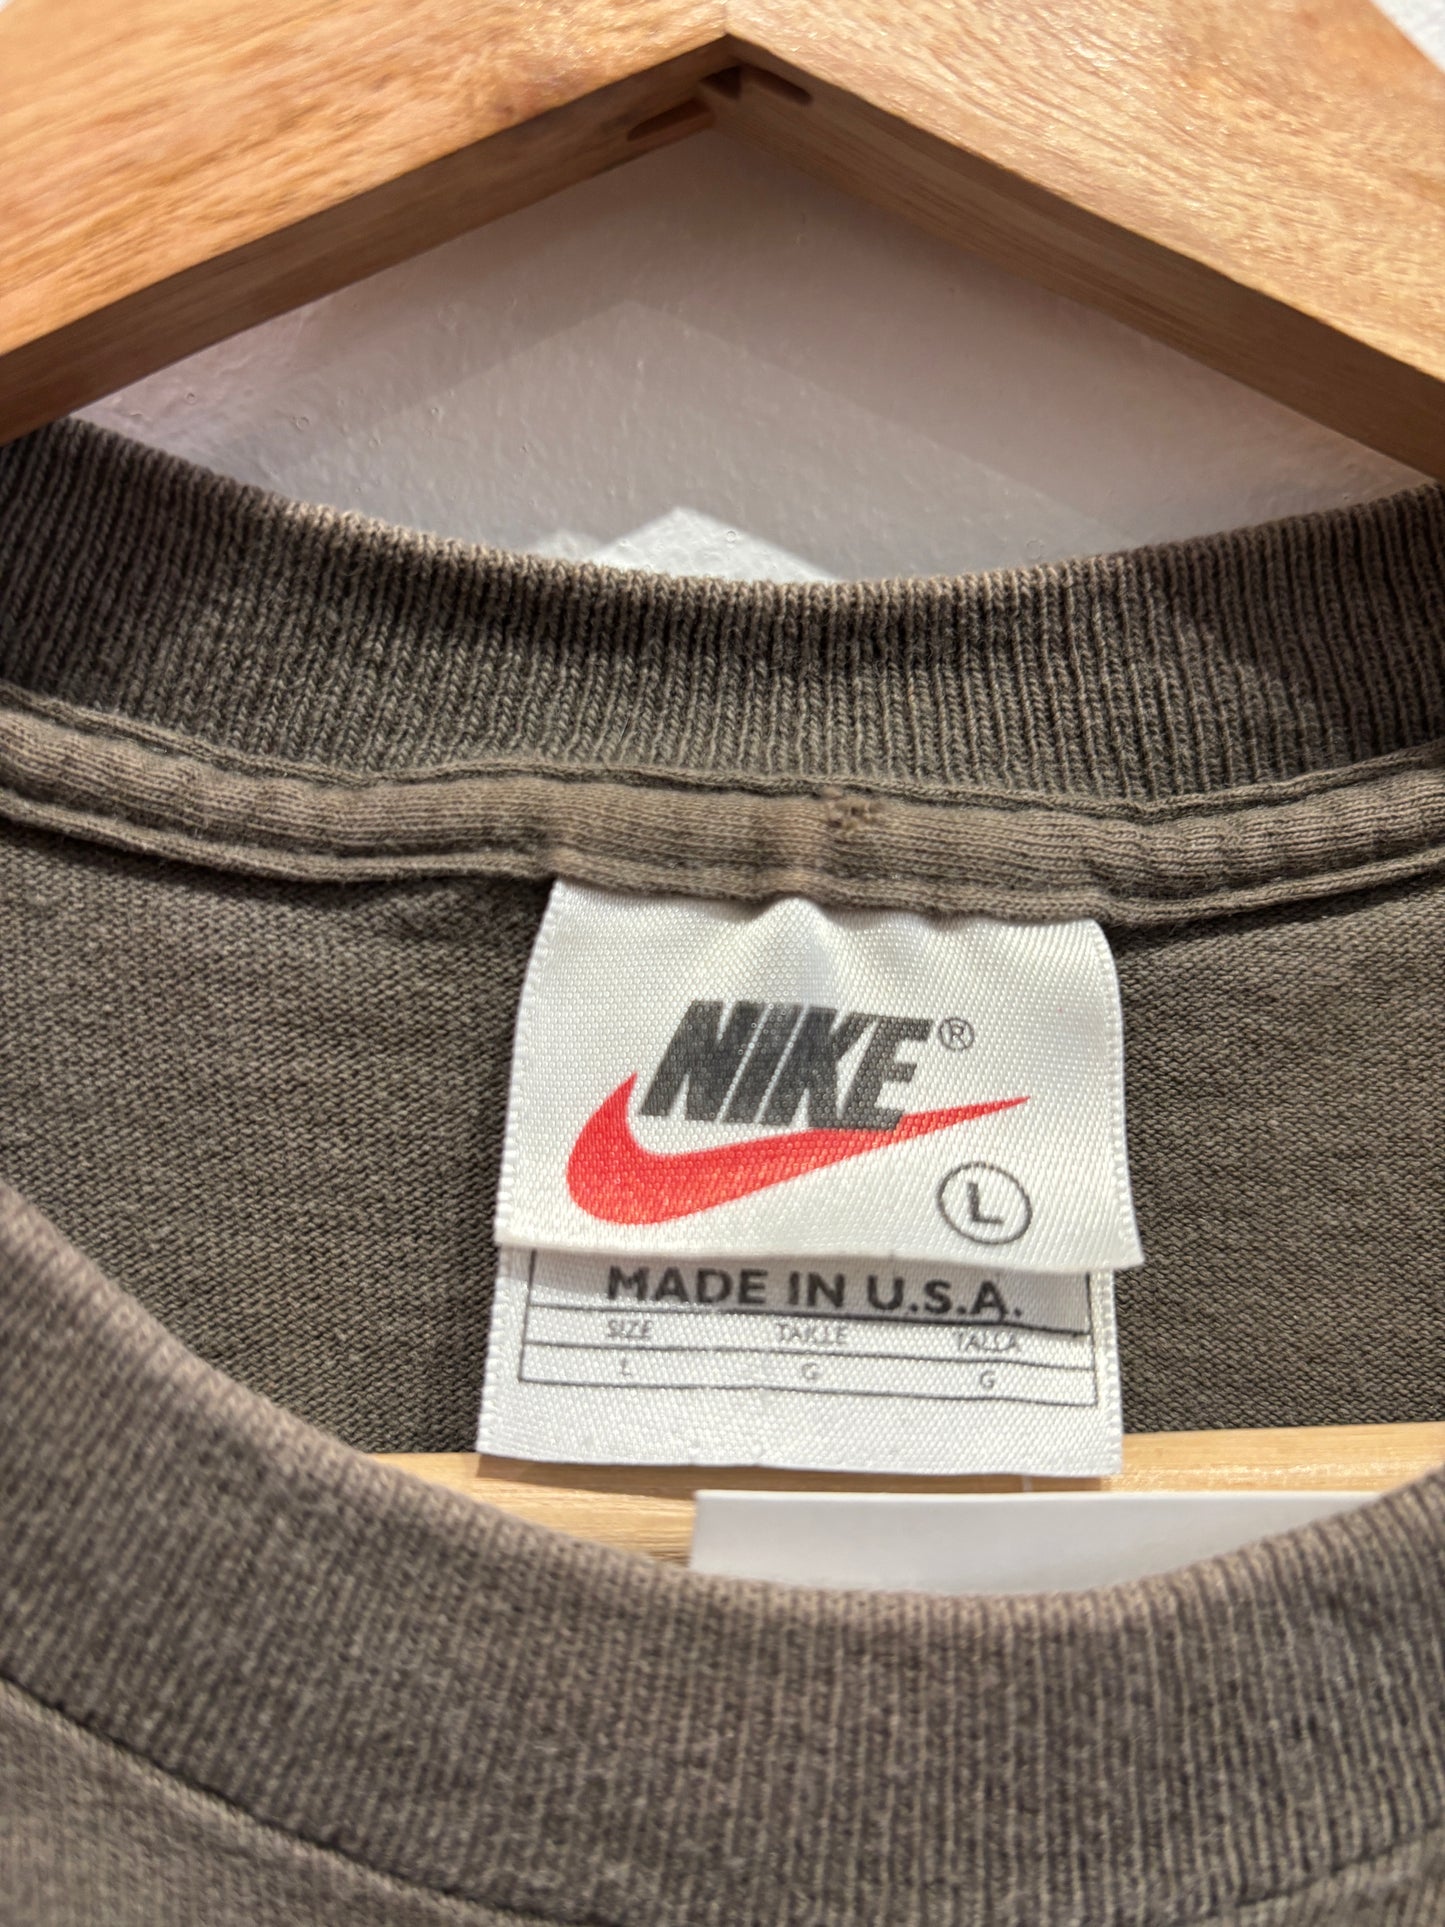 NIKE®
L
MADE IN U.S.A.
SIZE TAILLE TALLA
L G G